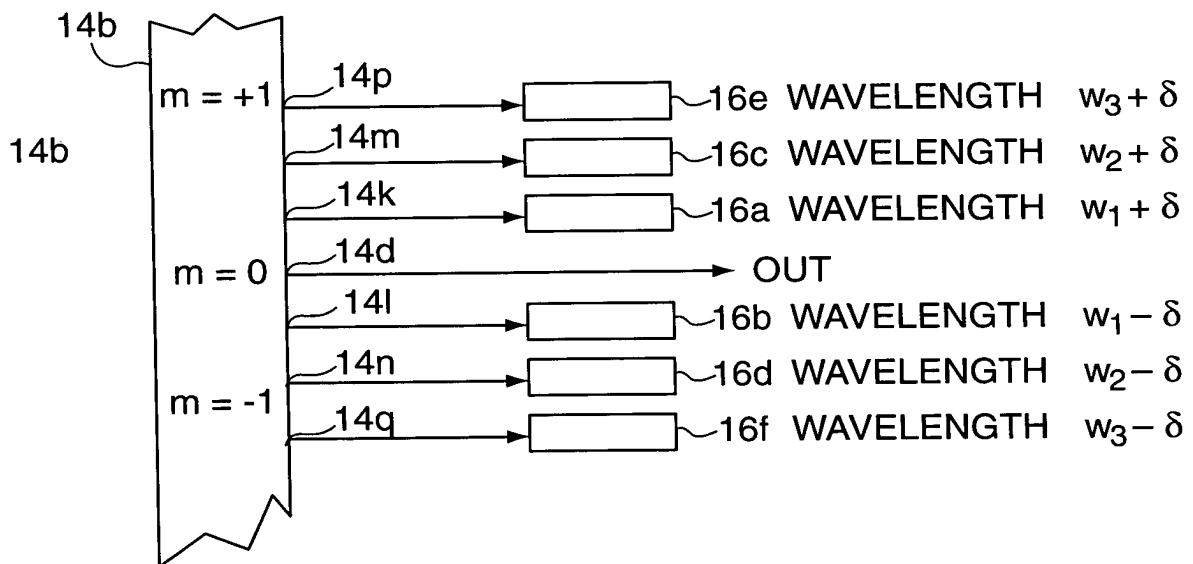 14b
m = +1 14p 16e WAVELENGTH w₃ + δ
14b 14m 16c WAVELENGTH w₂ + δ
14k 16a WAVELENGTH w₁ + δ
m = 0 14d OUT
14l 16b WAVELENGTH w₁ − δ
14n 16d WAVELENGTH w₂ − δ
m = -1 14q 16f WAVELENGTH w₃ − δ